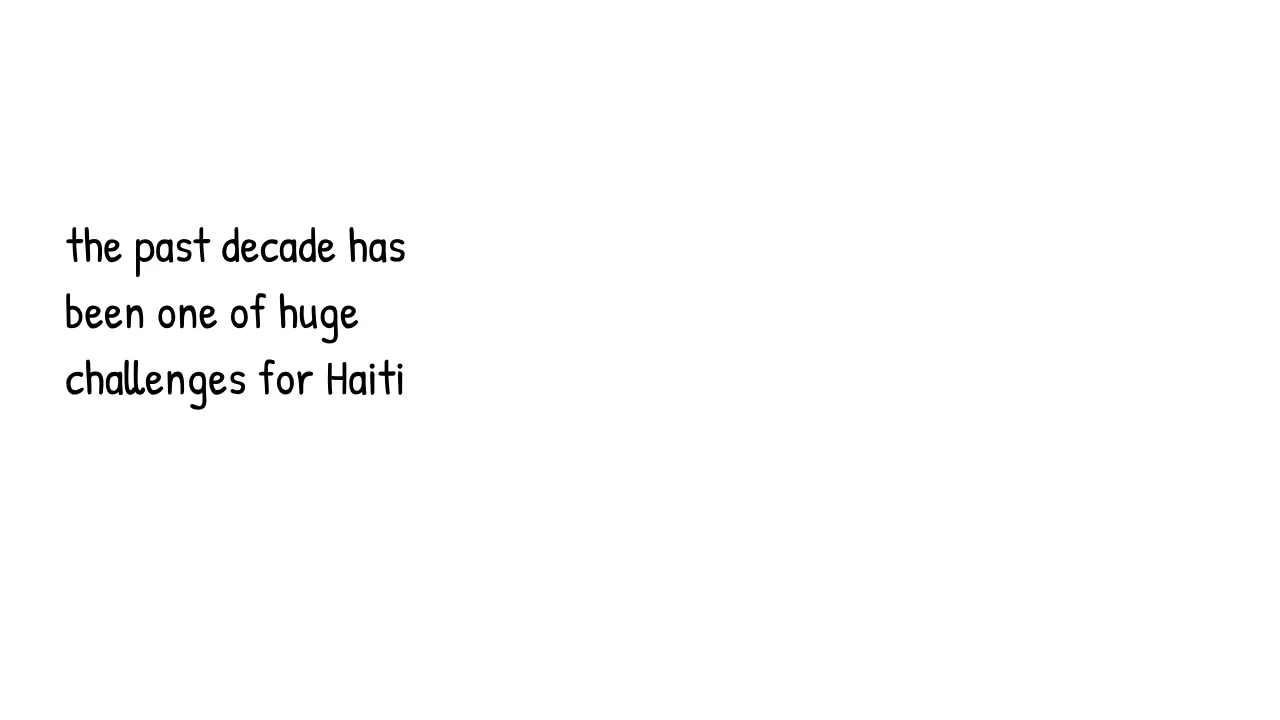 the past decade has
been one of huge
challenges for Haiti